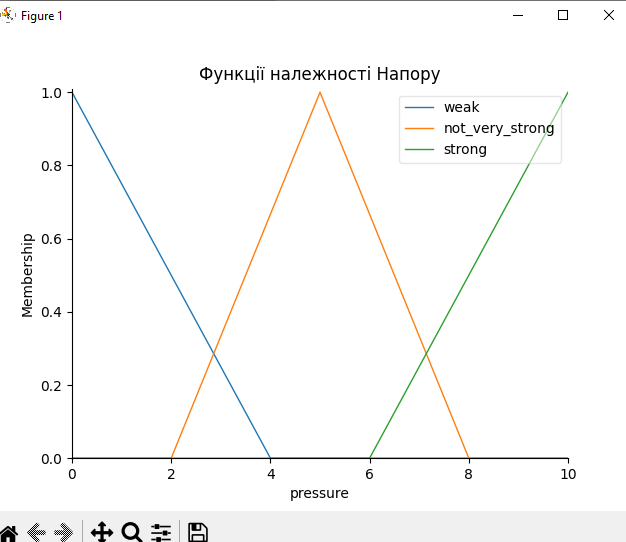 Figure 1
Функції належності Напору
1.0
0.8
0.6
0.4
0.2
0.0
Membership
weak
not_very_strong
strong
0 2 4 6 8 10
pressure